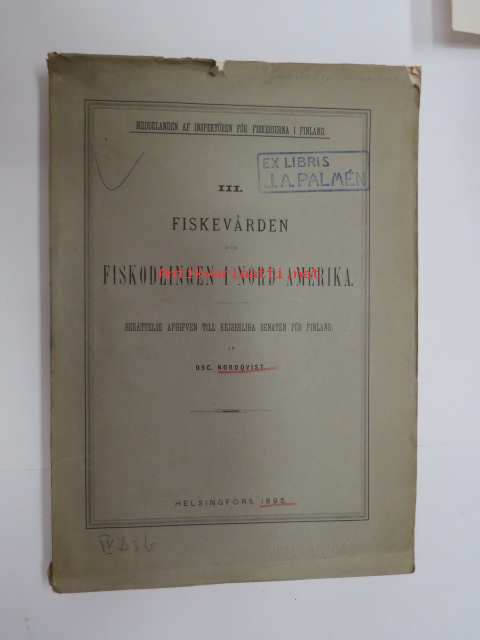 MEDDELANDEN AF INSPEKTÖREN FÖR FISKERIERNA I FINLAND.
EX LIBRIS
J. A. PALMÉN
III.
FISKEVÅRDEN
OCH
FISKODLINGEN I NORD-AMERIKA.
BERÄTTELSE AFGIFVEN TILL KEJSERLIGA SENATEN FÖR FINLAND
AF
OSC. NORDQVIST.
HELSINGFORS 1895.